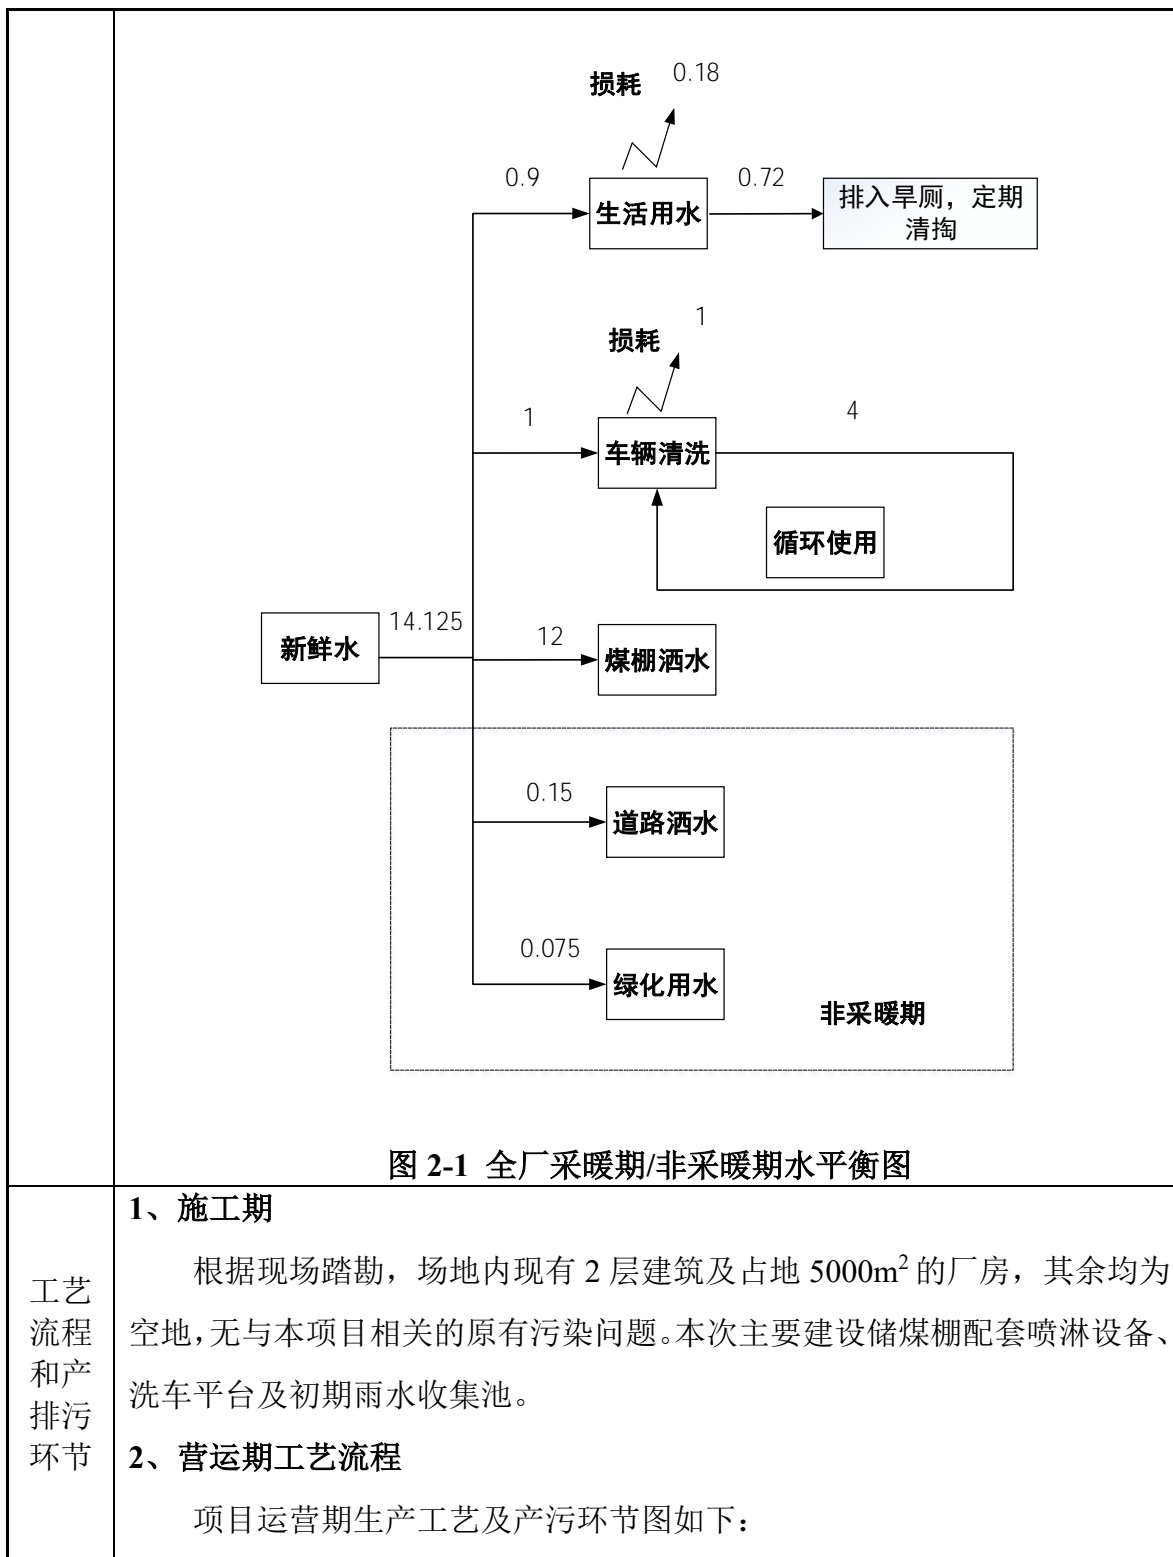 损耗
0.18
0.9
生活用水
0.72
排入旱厕，定期
清掏
损耗
1
1
车辆清洗
4
循环使用
新鲜水
14.125
12
煤棚洒水
0.15
道路洒水
0.075
绿化用水
非采暖期
图 2-1 全厂采暖期/非采暖期水平衡图
工艺
流程
和产
排污
环节
1、施工期
根据现场踏勘，场地内现有 2 层建筑及占地 5000m²的厂房，其余均为
空地，无与本项目相关的原有污染问题。本次主要建设储煤棚配套喷淋设备、
洗车平台及初期雨水收集池。
2、营运期工艺流程
项目运营期生产工艺及产污环节图如下：